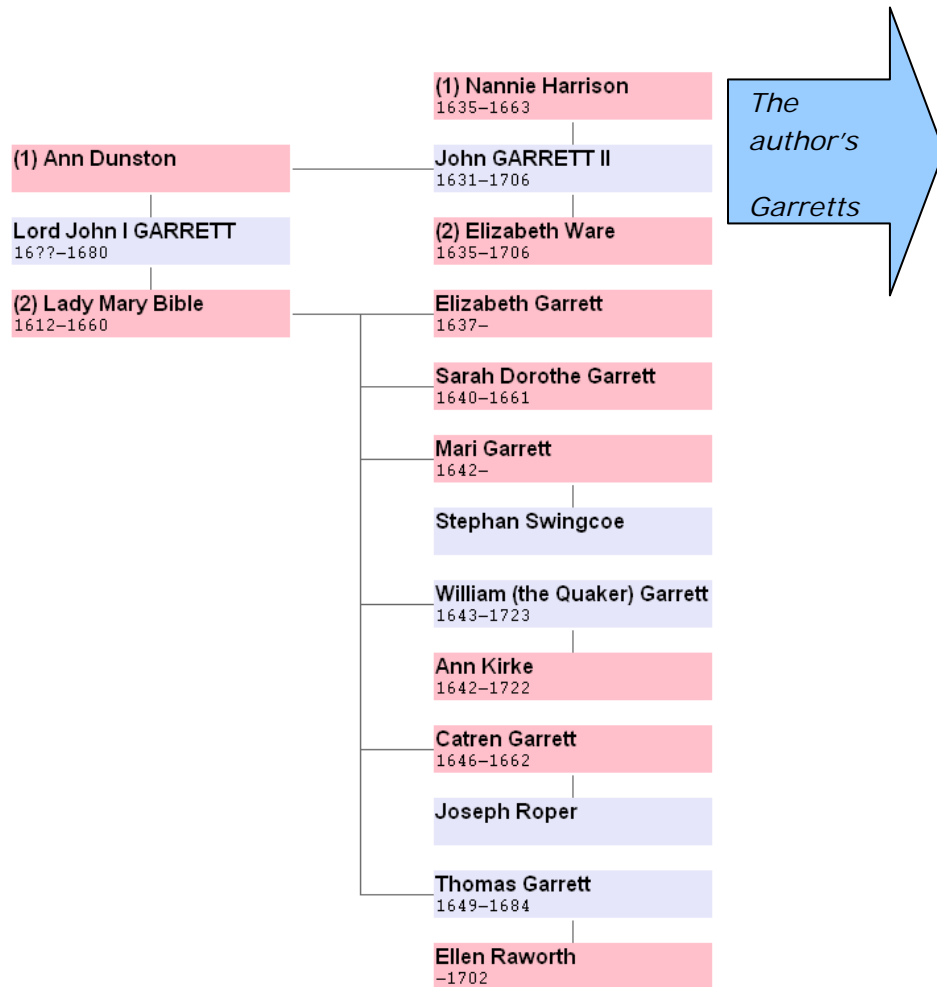 (1) Ann Dunston
Lord John I GARRETT
16??–1680
(2) Lady Mary Bible
1612–1660
(1) Nannie Harrison
1635–1663
John GARRETT II
1631–1706
(2) Elizabeth Ware
1635–1706
Elizabeth Garrett
1637–
Sarah Dorothe Garrett
1640–1661
Mari Garrett
1642–
Stephan Swingcoe
William (the Quaker) Garrett
1643–1723
Ann Kirke
1642–1722
Catren Garrett
1646–1662
Joseph Roper
Thomas Garrett
1649–1684
Ellen Raworth
–1702
The
author's
Garretts